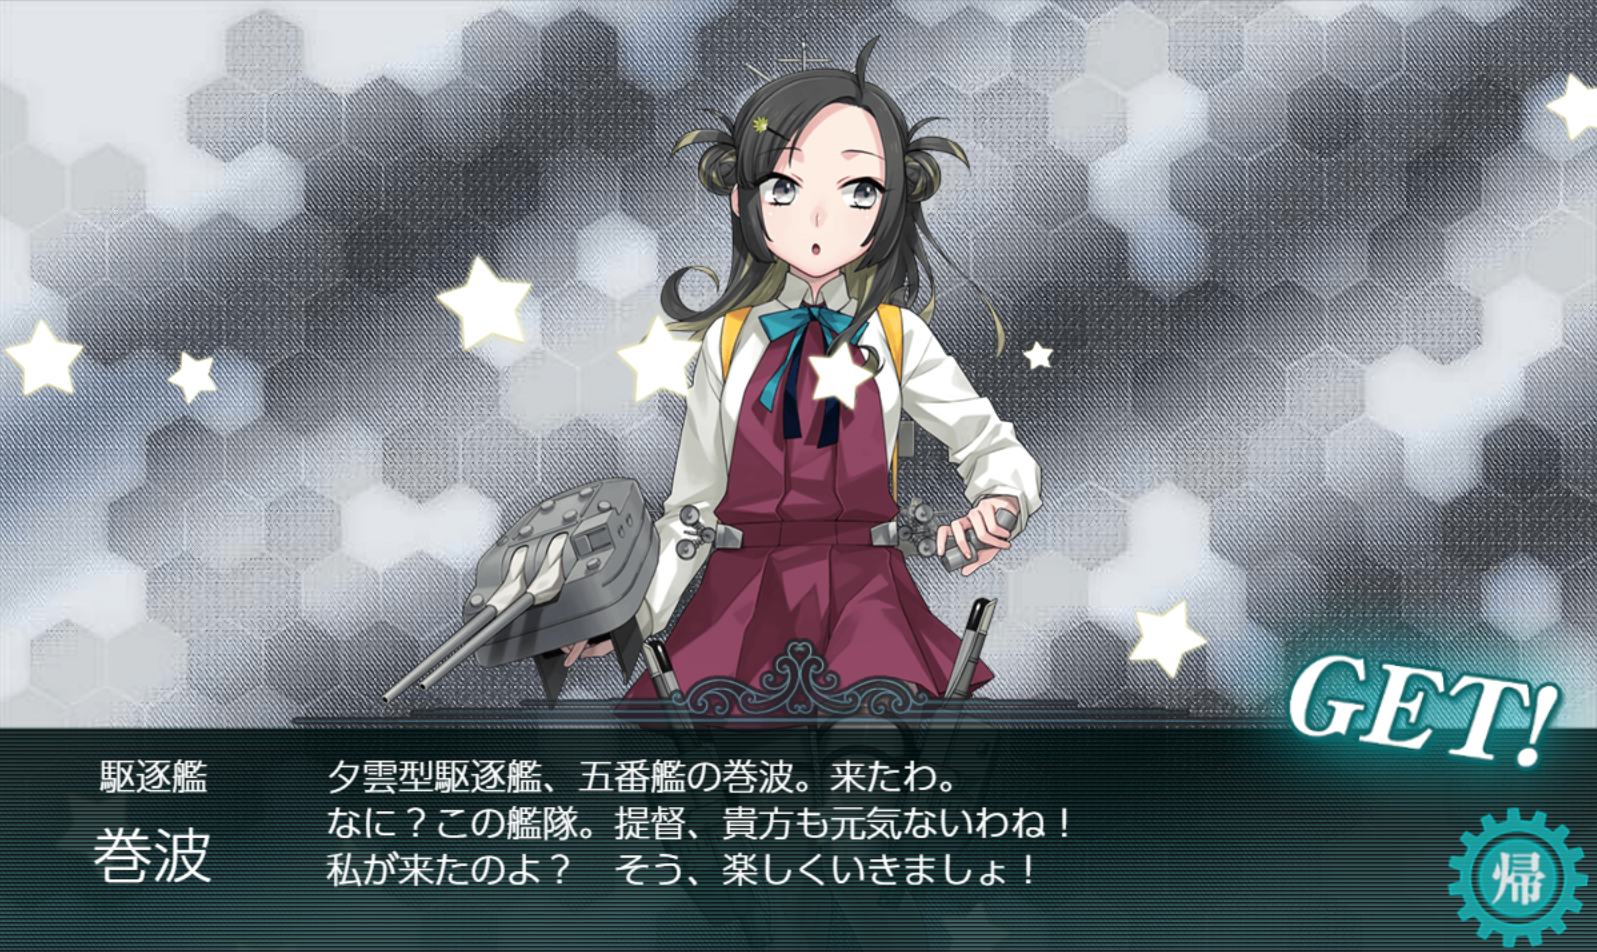 GET!
駆逐艦
巻波
夕雲型駆逐艦、五番艦の巻波。来たわ。
なに？この艦隊。提督、貴方も元気ないわね！
私が来たのよ？　そう、楽しくいきましょ！
帰